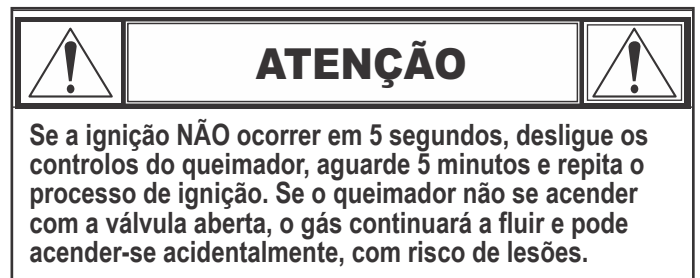 ATENÇÃO
Se a ignição NÃO ocorrer em 5 segundos, desligue os
controlos do queimador, aguarde 5 minutos e repita o
processo de ignição. Se o queimador não se acender
com a válvula aberta, o gás continuará a fluir e pode
acender-se acidentalmente, com risco de lesões.